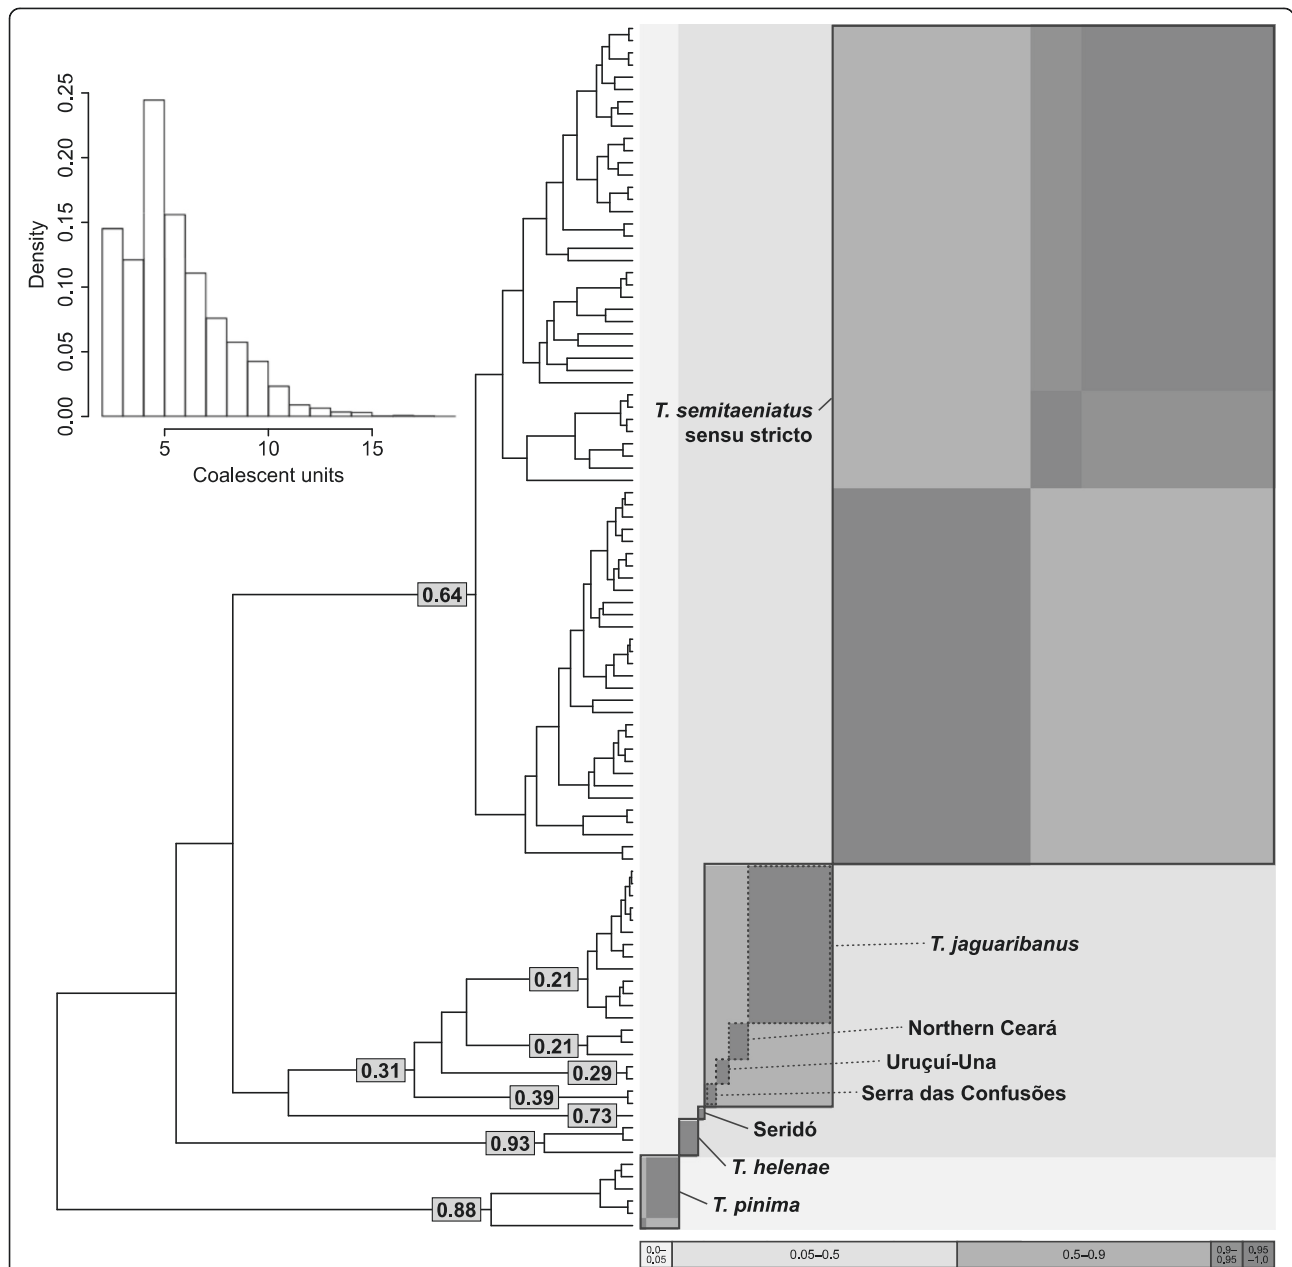 0.25
0.20
0.15
0.10
0.05
0.00
Density
5
10
15
Coalescent units
T. semitaeniatus
sensu stricto
0.64
T. jaguaribanus
0.21
Northern Ceará
0.21
Uruçuí-Una
0.31
0.29
Serra das Confusões
0.39
0.73
Seridó
0.93
T. helenae
0.88
T. pinima
0.0–
0.05
0.05–0.5
0.5–0.9
0.9–
0.95
0.95
–1.0